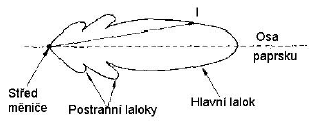 I
Osa
paprsku
Střed
měniče
Postranní laloky
Hlavní lalok